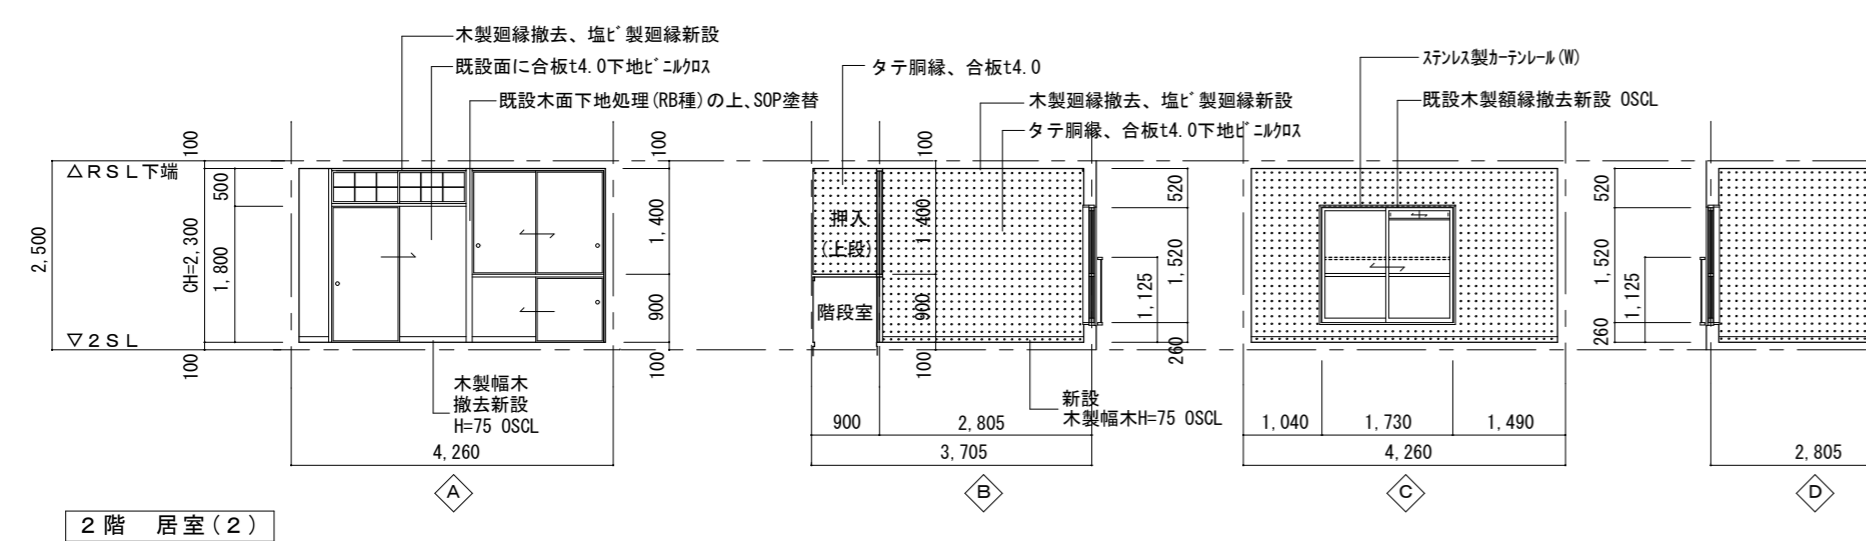 木製廻縁撤去、塩ビ製廻縁新設
既設面に合板t4.0下地ビニルクロス
既設木面下地処理(RB種)の上、SOP塗替
タテ胴縁、合板t4.0
木製廻縁撤去、塩ビ製廻縁新設
タテ胴縁、合板t4.0下地ビニルクロス
ステンレス製カーテンレール(W)
既設木製額縁撤去新設 OSCL
△RSL下端
▽2SL
2,500
100
CH=2,300
100
500
1,800
100
1,400
900
100
押入
(上段)
階段室
100
1,400
900
100
520
1,520
260
1,125
520
1,520
260
1,125
木製幅木
撤去新設
H=75 OSCL
新設
木製幅木H=75 OSCL
4,260
900
2,805
3,705
1,040
1,730
1,490
4,260
2,805
A
B
C
D
2階 居室(2)